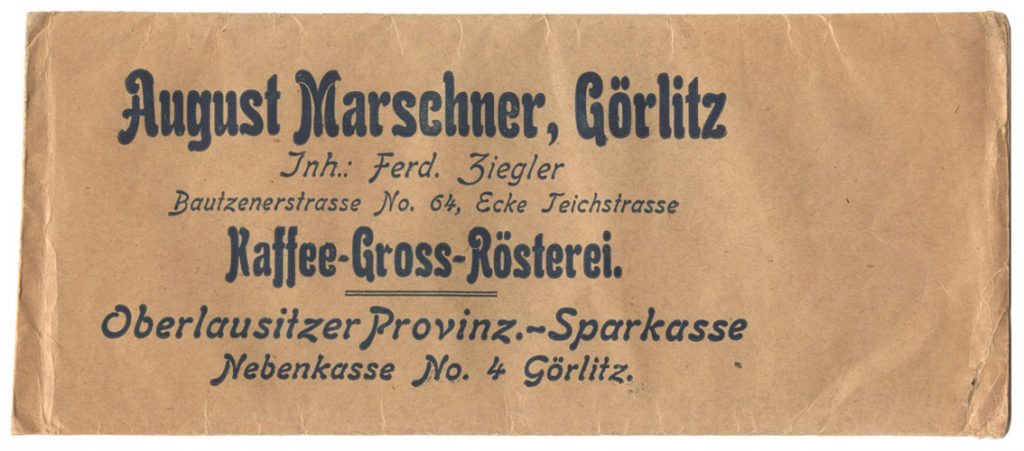 August Marschner, Görlitz
Inh.: Ferd. Ziegler
Bautzenerstrasse No. 64, Ecke Teichstrasse
Kaffee-Gross-Rösterei.
Oberlausitzer Provinz.-Sparkasse
Nebenkasse No. 4 Görlitz.